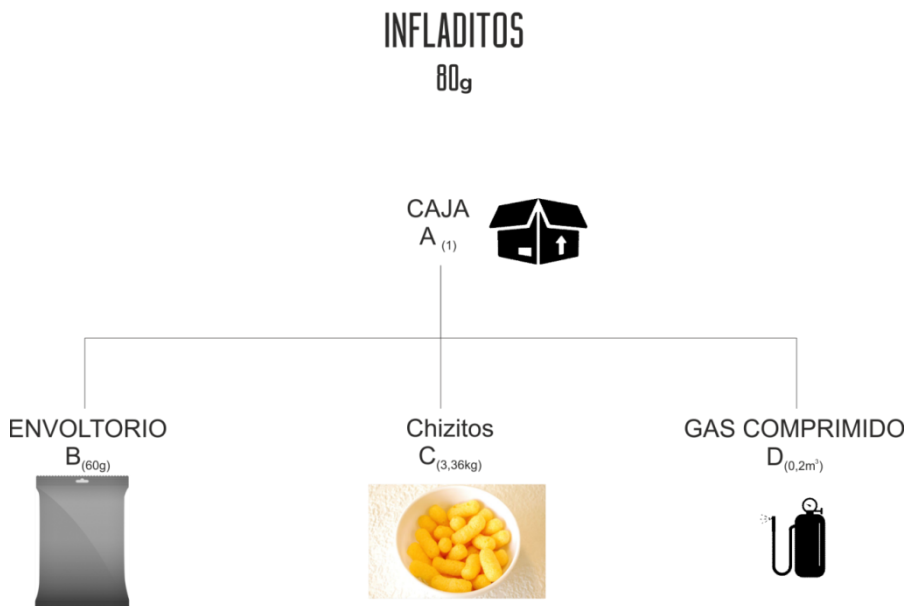 INFLADITOS
80g
CAJA
A (1)
ENVOLTORIO
B(60g)
Chizitos
C(3,36kg)
GAS COMPRIMIDO
D(0,2m³)